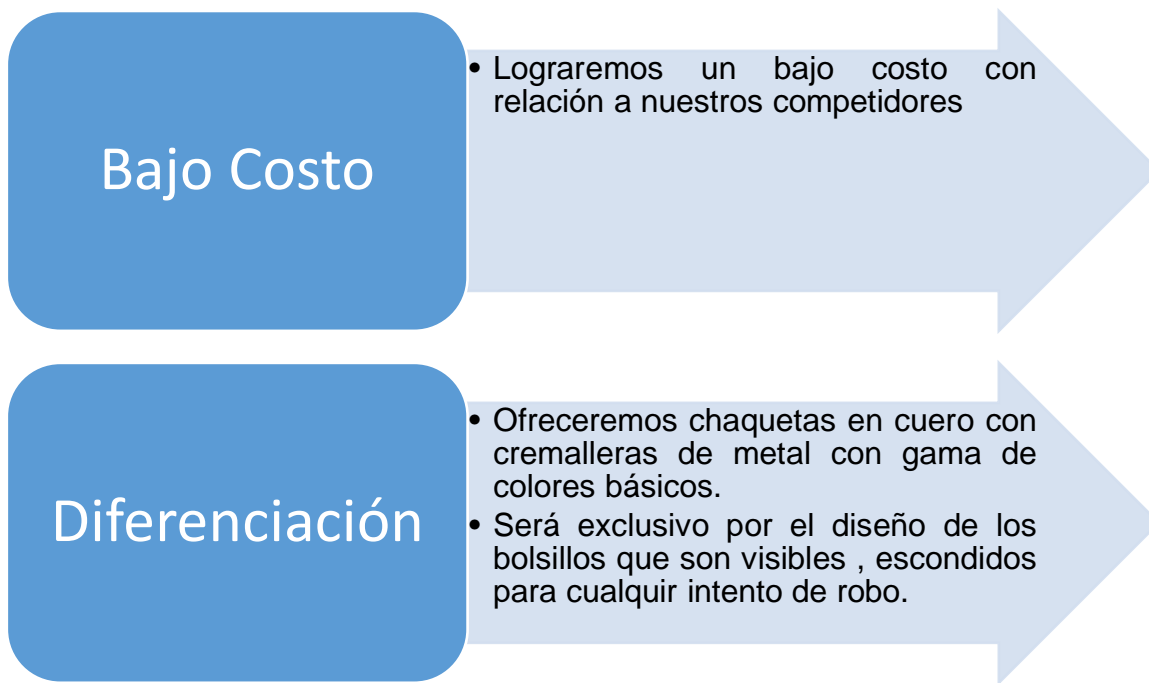 Bajo Costo
• Lograremos un bajo costo con
relación a nuestros competidores
Diferenciación
• Ofreceremos chaquetas en cuero con
cremalleras de metal con gama de
colores básicos.
• Será exclusivo por el diseño de los
bolsillos que son visibles , escondidos
para cualquir intento de robo.